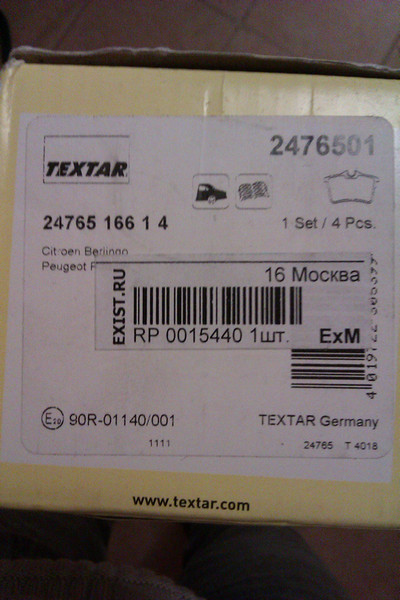 2476501
TEXTAR
24765 166 1 4
1 Set / 4 Pcs.
Citroen Berlingo
Peugeot
EXIST.RU
16 Москва
RP 0015440 1шт.
ExM
90R-01140/001
TEXTAR Germany
1111
24765 T 4018
www.textar.com